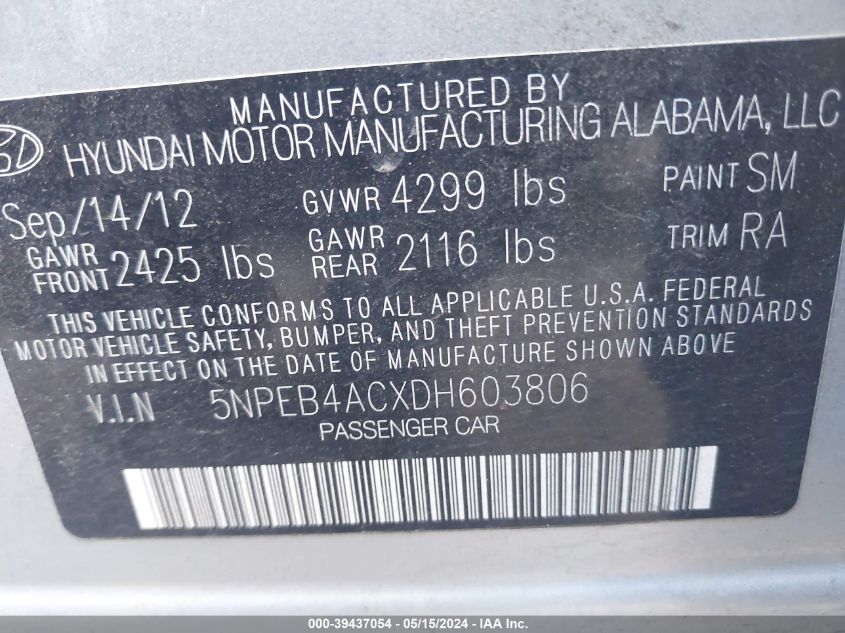 MANUFACTURED BY
HYUNDAI MOTOR MANUFACTURING ALABAMA, LLC
Sep/14/12 GVWR 4299 lbs PAINT SM
GAWR FRONT 2425 lbs GAWR REAR 2116 lbs TRIM RA
THIS VEHICLE CONFORMS TO ALL APPLICABLE U.S.A. FEDERAL
MOTOR VEHICLE SAFETY, BUMPER, AND THEFT PREVENTION STANDARDS
IN EFFECT ON THE DATE OF MANUFACTURE SHOWN ABOVE
V.I.N 5NPEB4ACXDH603806
PASSENGER CAR
000-39437054 - 05/15/2024 - IAA Inc.